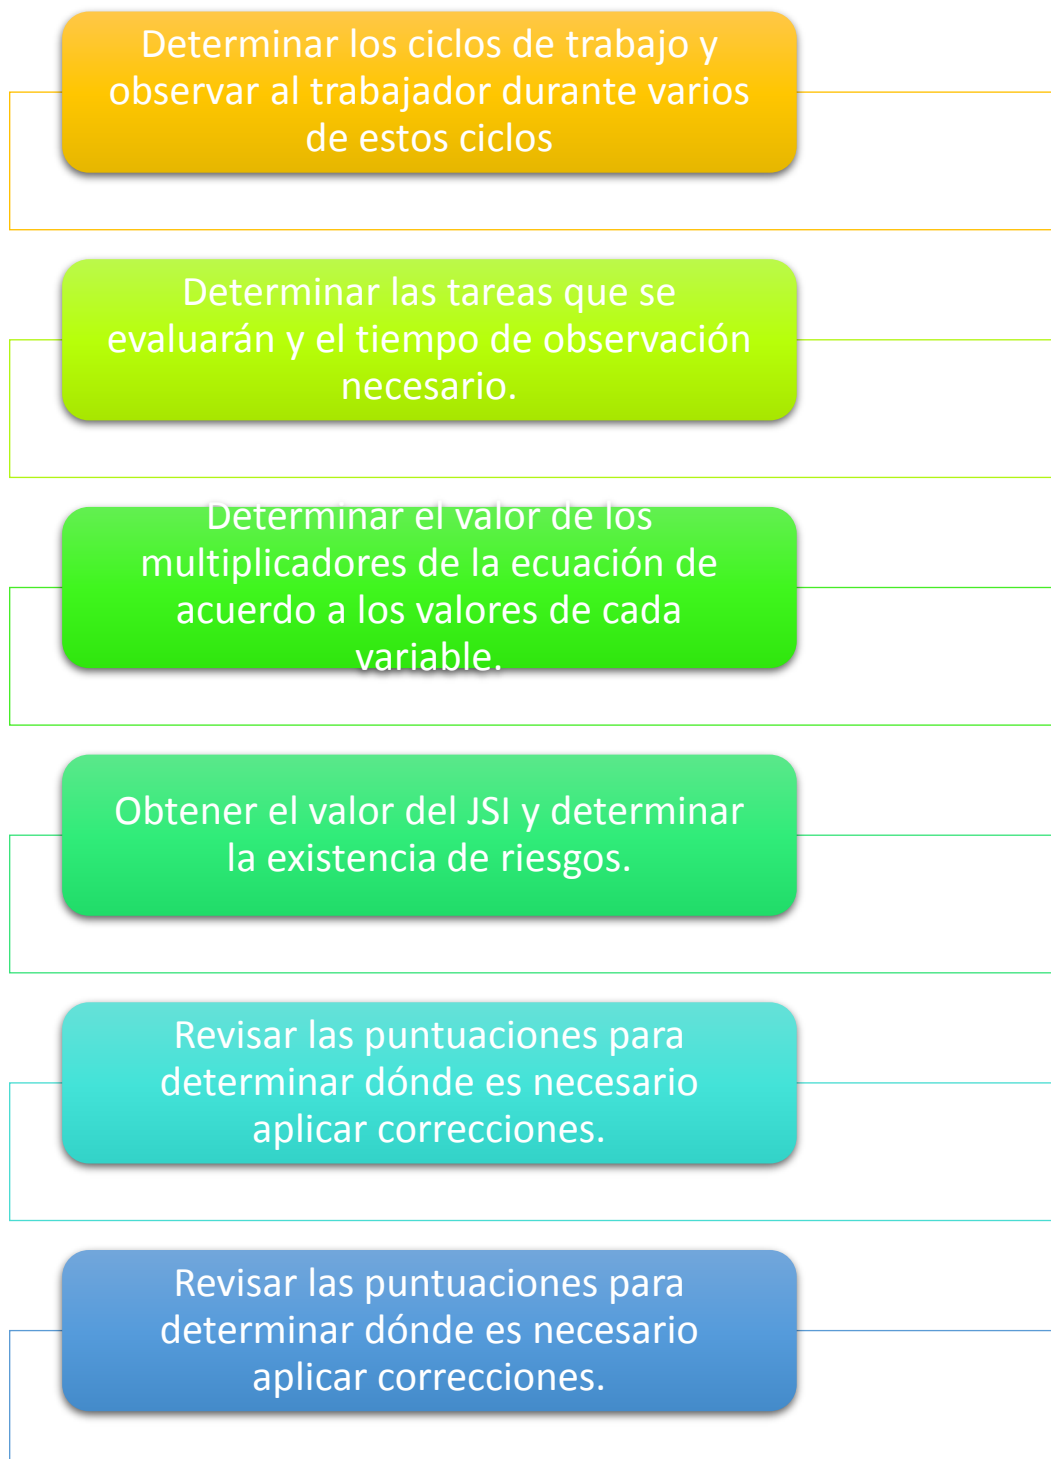 Determinar los ciclos de trabajo y
observar al trabajador durante varios
de estos ciclos
Determinar las tareas que se
evaluarán y el tiempo de observación
necesario.
Determinar el valor de los
multiplicadores de la ecuación de
acuerdo a los valores de cada
variable.
Obtener el valor del JSI y determinar
la existencia de riesgos.
Revisar las puntuaciones para
determinar dónde es necesario
aplicar correcciones.
Revisar las puntuaciones para
determinar dónde es necesario
aplicar correcciones.